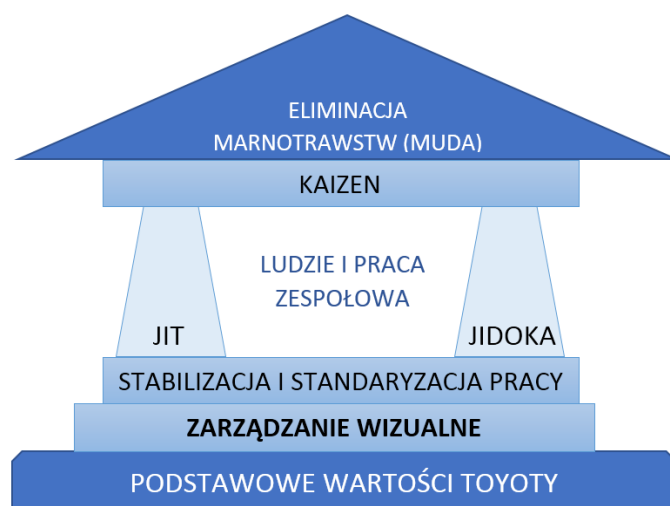 ELIMINACJA
MARNOTRAWSTW (MUDA)
KAIZEN
LUDZIE I PRACA
ZESPOŁOWA
JIT
JIDOKA
STABILIZACJA I STANDARYZACJA PRACY
ZARZĄDZANIE WIZUALNE
PODSTAWOWE WARTOŚCI TOYOTY